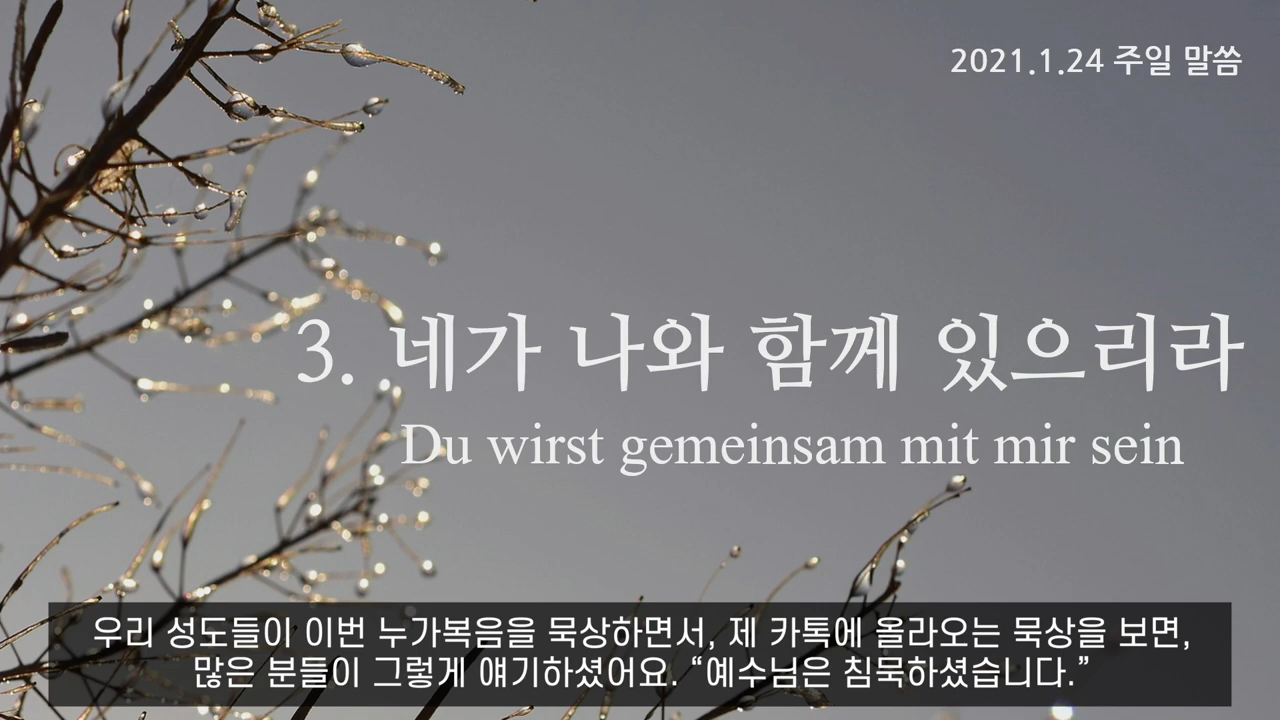 2021.1.24 주일 말씀
3. 네가 나와 함께 있으리라
Du wirst gemeinsam mit mir sein
우리 성도들이 이번 누가복음을 묵상하면서, 제 카톡에 올라오는 묵상을 보면,
많은 분들이 그렇게 얘기하셨어요. “예수님은 침묵하셨습니다.”